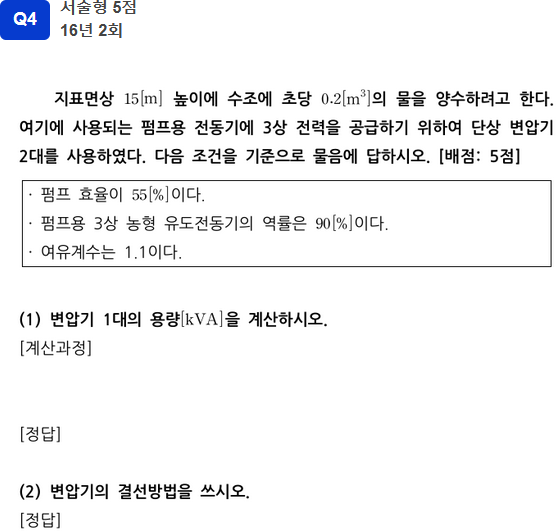 Q4
서술형 5점
16년 2회
지표면상 15[m] 높이에 수조에 초당 0.2[m³]의 물을 양수하려고 한다.
여기에 사용되는 펌프용 전동기에 3상 전력을 공급하기 위하여 단상 변압기
2대를 사용하였다. 다음 조건을 기준으로 물음에 답하시오. [배점: 5점]
· 펌프 효율이 55[%]이다.
· 펌프용 3상 농형 유도전동기의 역률은 90[%]이다.
· 여유계수는 1.1이다.
(1) 변압기 1대의 용량[kVA]을 계산하시오.
[계산과정]
[정답]
(2) 변압기의 결선방법을 쓰시오.
[정답]